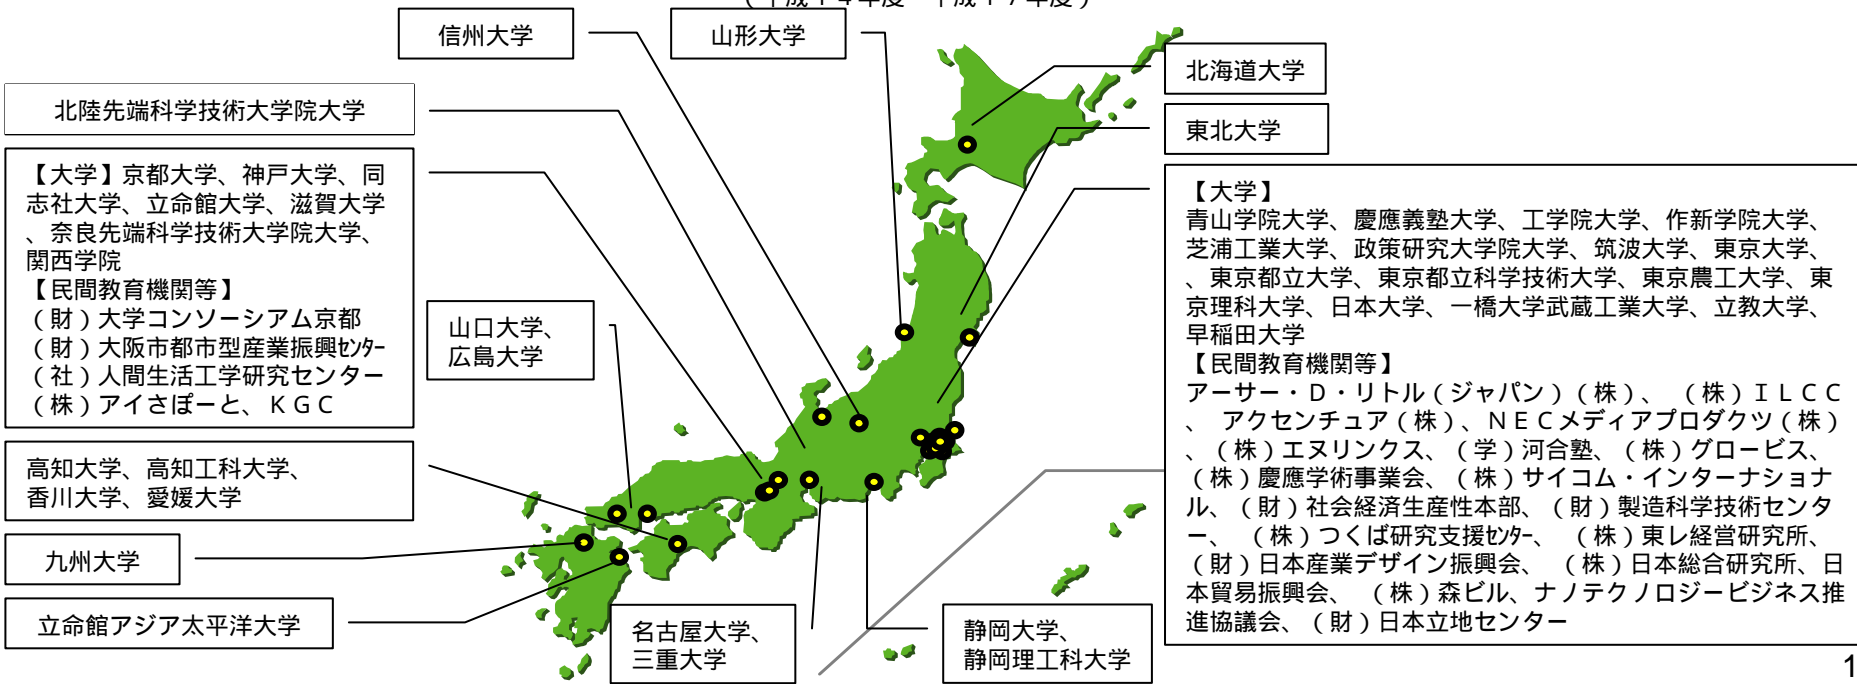 （平成１４年度　平成１７年度）
信州大学
山形大学
北海道大学
北陸先端科学技術大学院大学
東北大学
【大学】京都大学、神戸大学、同
志社大学、立命館大学、滋賀大学
、奈良先端科学技術大学院大学、
関西学院
【民間教育機関等】
（財）大学コンソーシアム京都
（財）大阪市都市型産業振興ｾﾝﾀｰ
（社）人間生活工学研究センター
（株）アイさぽーと、ＫＧＣ
【大学】
青山学院大学、慶應義塾大学、工学院大学、作新学院大学、
芝浦工業大学、政策研究大学院大学、筑波大学、東京大学、
、東京都立大学、東京都立科学技術大学、東京農工大学、東
京理科大学、日本大学、一橋大学武蔵工業大学、立教大学、
早稲田大学
【民間教育機関等】
アーサー・Ｄ・リトル（ジャパン）（株）、（株）ＩＬＣＣ
、アクセンチュア（株）、ＮＥＣメディアプロダクツ（株）
、（株）エヌリンクス、（学）河合塾、（株）グロービス、
（株）慶應学術事業会、（株）サイコム・インターナショナ
ル、（財）社会経済生産性本部、（財）製造科学技術センタ
ー、（株）つくば研究支援ｾﾝﾀｰ、（株）東レ経営研究所、
（財）日本産業デザイン振興会、（株）日本総合研究所、日
本貿易振興会、（株）森ビル、ナノテクノロジービジネス推
進協議会、（財）日本立地センター
山口大学、
広島大学
高知大学、高知工科大学、
香川大学、愛媛大学
九州大学
立命館アジア太平洋大学
名古屋大学、
三重大学
静岡大学、
静岡理工科大学
1